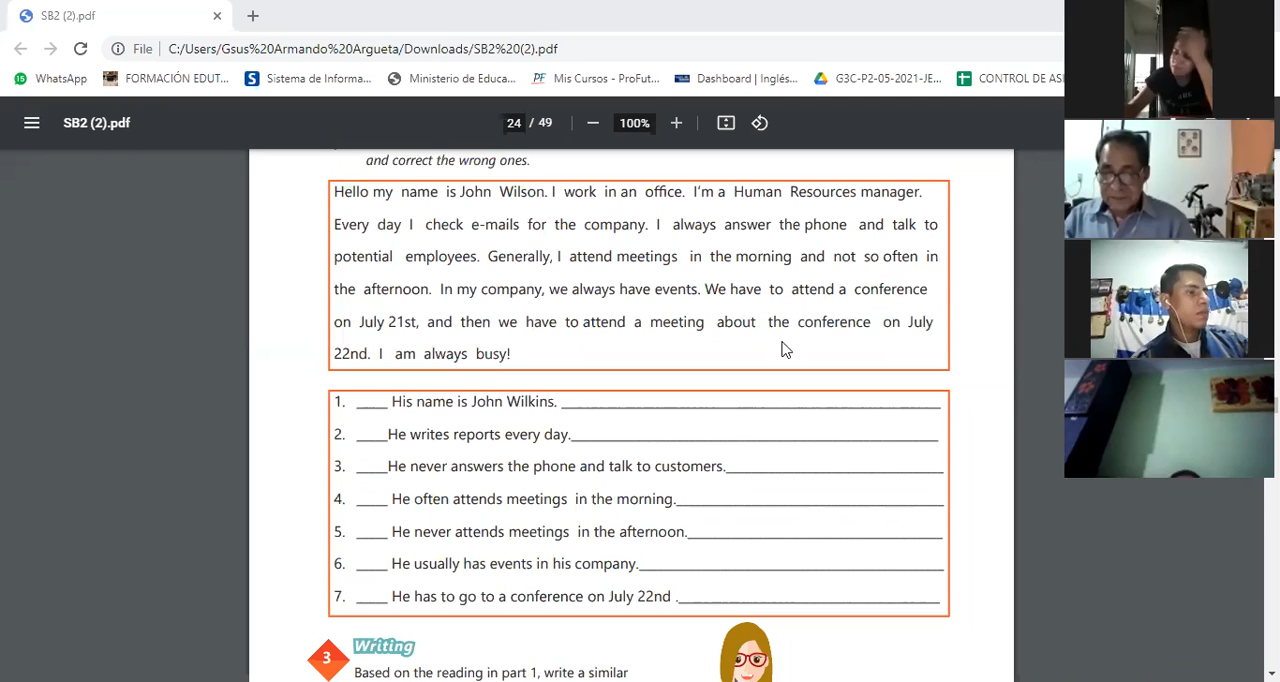 SB2 (2).pdf
File C:/Users/Gsus%20Armando%20Argueta/Downloads/SB2%20(2).pdf
WhatsApp FORMACIÓN EDUT... Sistema de Informa... Ministerio de Educa... Mis Cursos - ProFut... Dashboard | Inglés,... G3C-P2-05-2021-JE... CONTROL DE ASI
SB2 (2).pdf 24 / 49 100%
and correct the wrong ones.
Hello my name is John Wilson. I work in an office. I'm a Human Resources manager.
Every day I check e-mails for the company. I always answer the phone and talk to
potential employees. Generally, I attend meetings in the morning and not so often in
the afternoon. In my company, we always have events. We have to attend a conference
on July 21st, and then we have to attend a meeting about the conference on July
22nd. I am always busy!
1. ____ His name is John Wilkins. ____
2. ____He writes reports every day.____
3. ____He never answers the phone and talk to customers.____
4. ____ He often attends meetings in the morning.____
5. ____ He never attends meetings in the afternoon.____
6. ____ He usually has events in his company.____
7. ____ He has to go to a conference on July 22nd .____
3 Writing
Based on the reading in part 1, write a similar